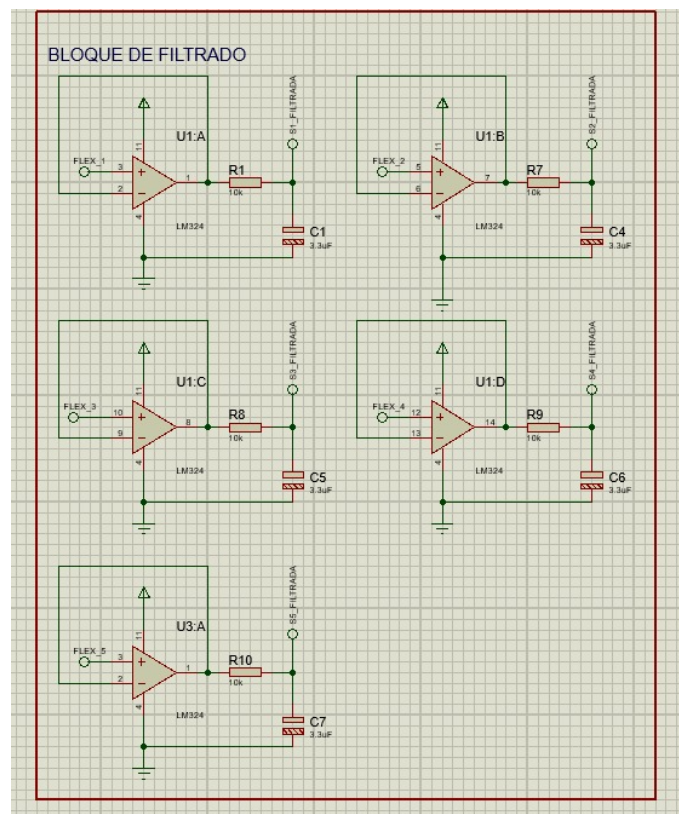 BLOQUE DE FILTRADO
S1_FILTRADA
U1:A
11
FLEX_1
3
2
1
4
R1
10k
LM324
C1
3.3uF
S2_FILTRADA
U1:B
11
FLEX_2
5
6
7
4
R7
10k
LM324
C4
3.3uF
S3_FILTRADA
U1:C
11
FLEX_3
10
9
8
4
R8
10k
LM324
C5
3.3uF
S4_FILTRADA
U1:D
11
FLEX_4
12
13
14
4
R9
10k
LM324
C6
3.3uF
S5_FILTRADA
U3:A
11
FLEX_5
3
2
1
4
R10
10k
LM324
C7
3.3uF